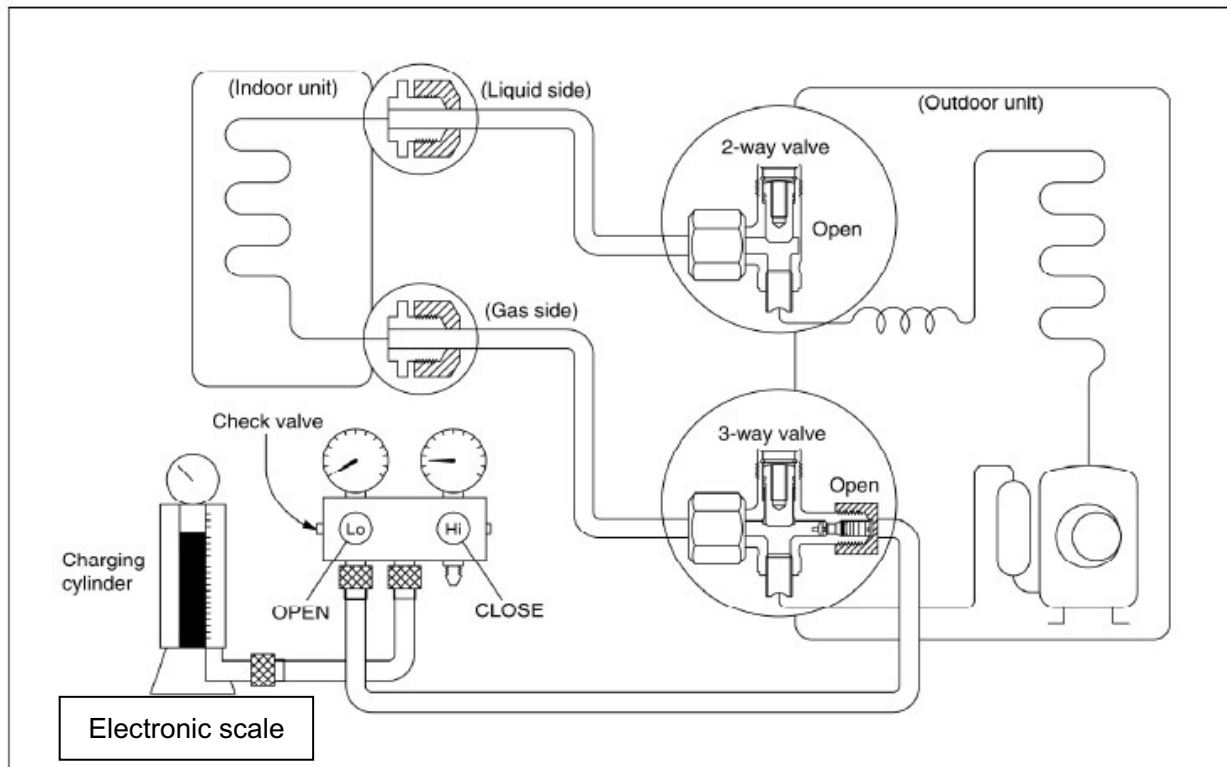 (Indoor unit)
(Liquid side)
(Outdoor unit)
2-way valve
Open
(Gas side)
Check valve
3-way valve
Open
Lo
Hi
Charging
cylinder
OPEN
CLOSE
Electronic scale